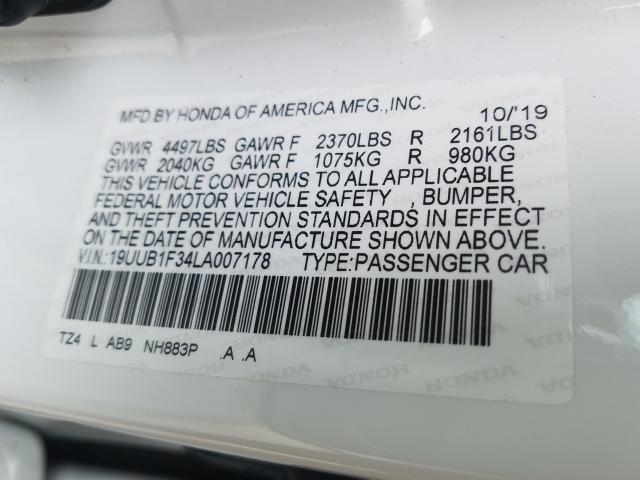 MFD.BY HONDA OF AMERICA MFG.,INC. 10/'19
GVWR 4497LBS GAWR F 2370LBS R 2161LBS
GVWR 2040KG GAWR F 1075KG R 980KG
THIS VEHICLE CONFORMS TO ALL APPLICABLE
FEDERAL MOTOR VEHICLE SAFETY , BUMPER,
AND THEFT PREVENTION STANDARDS IN EFFECT
ON THE DATE OF MANUFACTURE SHOWN ABOVE.
V.I.N.:19UUB1F34LA007178 TYPE:PASSENGER CAR
TZ4 L AB9 NH883P .A .A